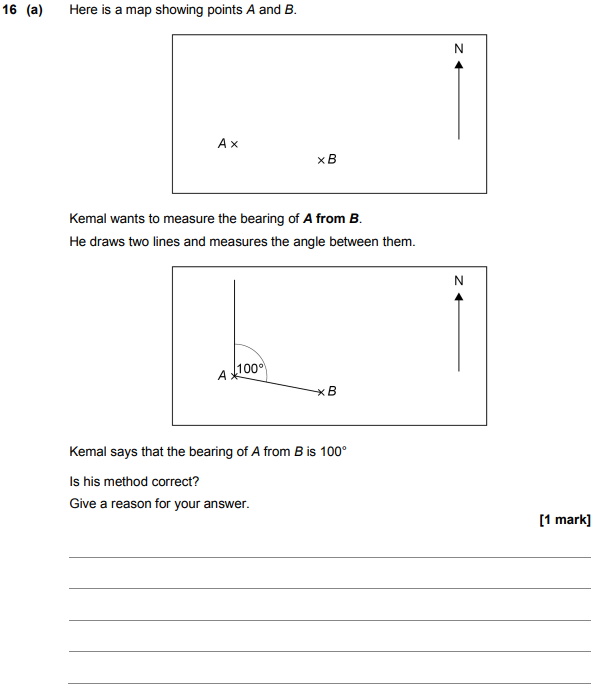 16 (a) Here is a map showing points A and B.
N
A ×
× B
Kemal wants to measure the bearing of A from B.
He draws two lines and measures the angle between them.
N
100°
A ×
× B
Kemal says that the bearing of A from B is 100°
Is his method correct?
Give a reason for your answer.
[1 mark]